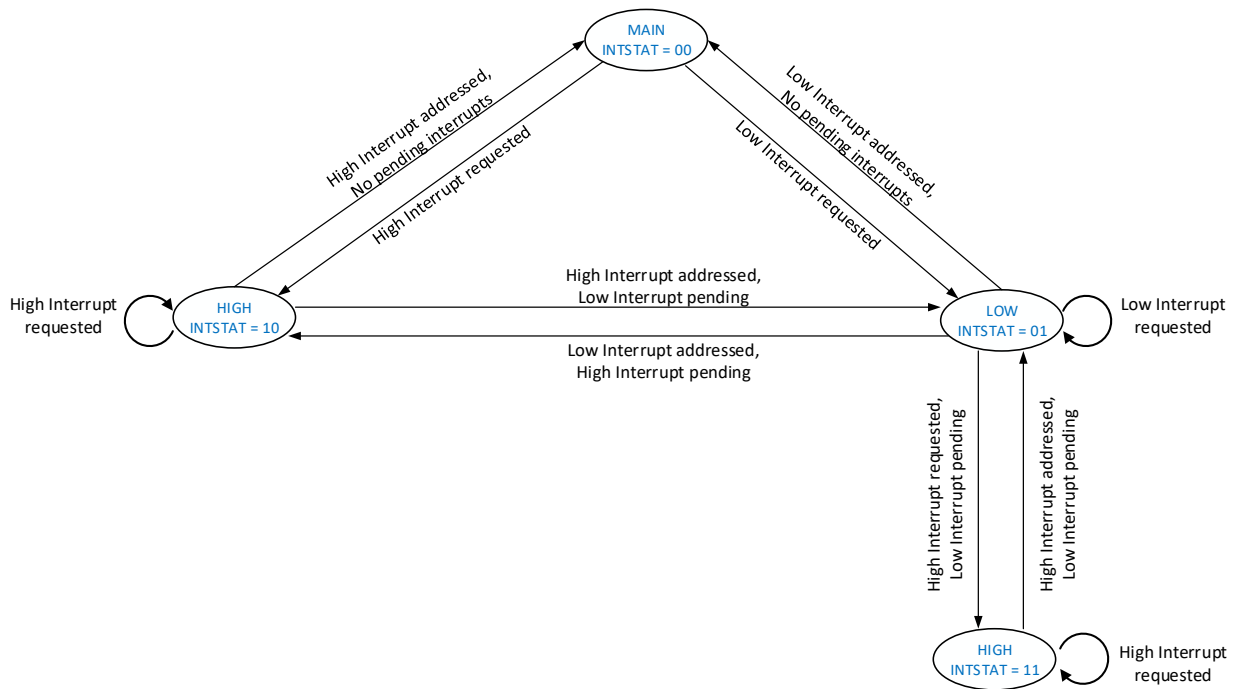 MAIN
INTSTAT = 00
High Interrupt addressed,
No pending interrupts
High Interrupt requested
Low Interrupt addressed,
No pending interrupts
Low Interrupt requested
High Interrupt
requested
HIGH
INTSTAT = 10
High Interrupt addressed,
Low Interrupt pending
Low Interrupt addressed,
High Interrupt pending
LOW
INTSTAT = 01
Low Interrupt
requested
High Interrupt requested,
Low Interrupt pending
High Interrupt addressed,
Low Interrupt pending
HIGH
INTSTAT = 11
High Interrupt
requested